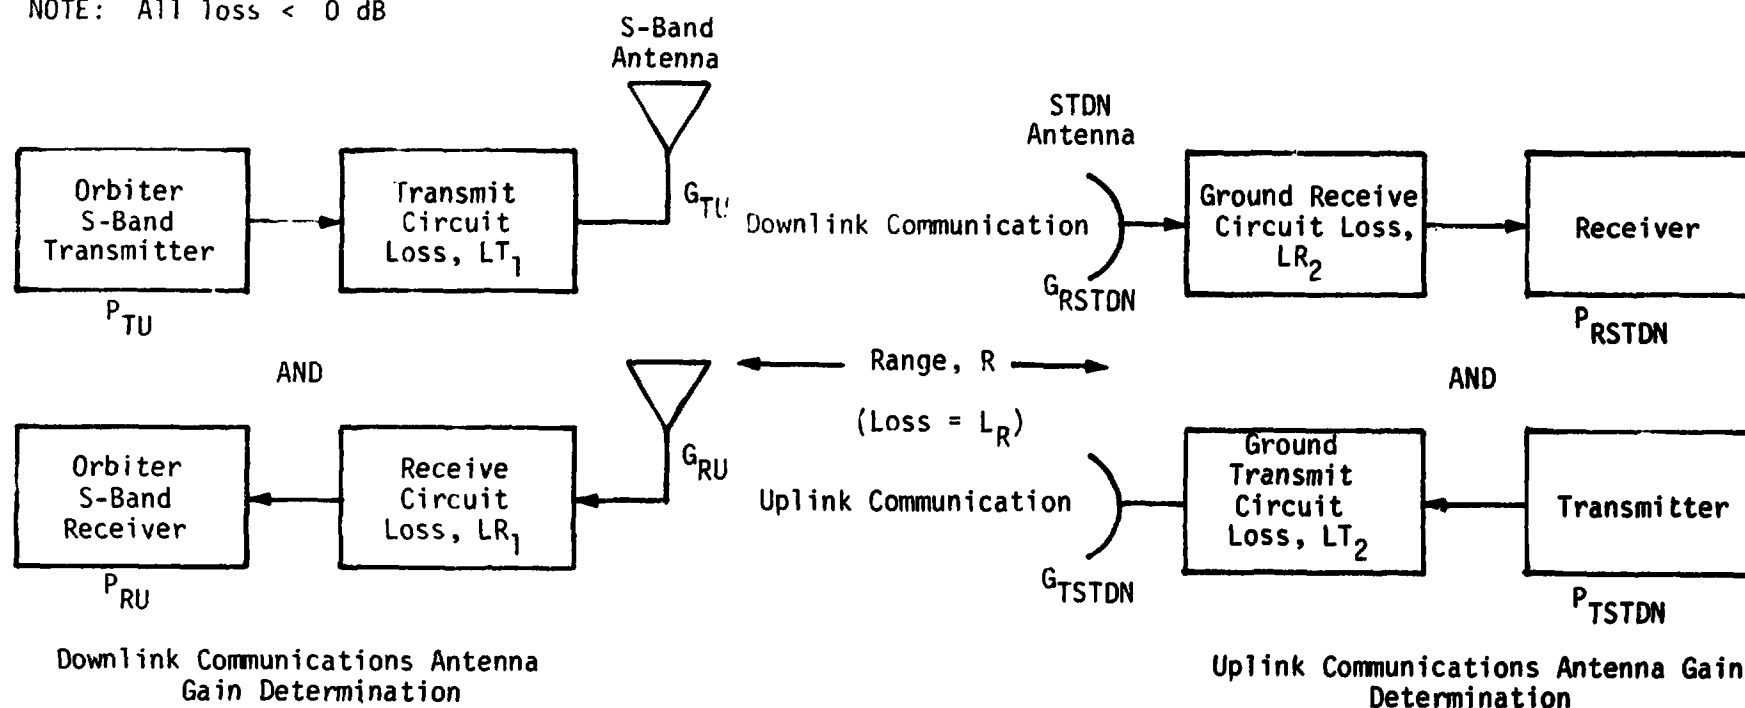 NOTE: All loss < 0 dB
S-Band
Antenna
STDN
Antenna
Orbiter
S-Band
Transmitter
Transmit
Circuit
Loss, LT1
GTU
Downlink Communication
Ground Receive
Circuit Loss,
LR2
Receiver
GRSTDN
PTU
PRSTDN
AND
Range, R
AND
(Loss = LR)
Orbiter
S-Band
Receiver
Receive
Circuit
Loss, LR1
GRU
Uplink Communication
Ground
Transmit
Circuit
Loss, LT2
Transmitter
GTSTDN
PRU
PTSTDN
Downlink Communications Antenna
Gain Determination
Uplink Communications Antenna Gain
Determination